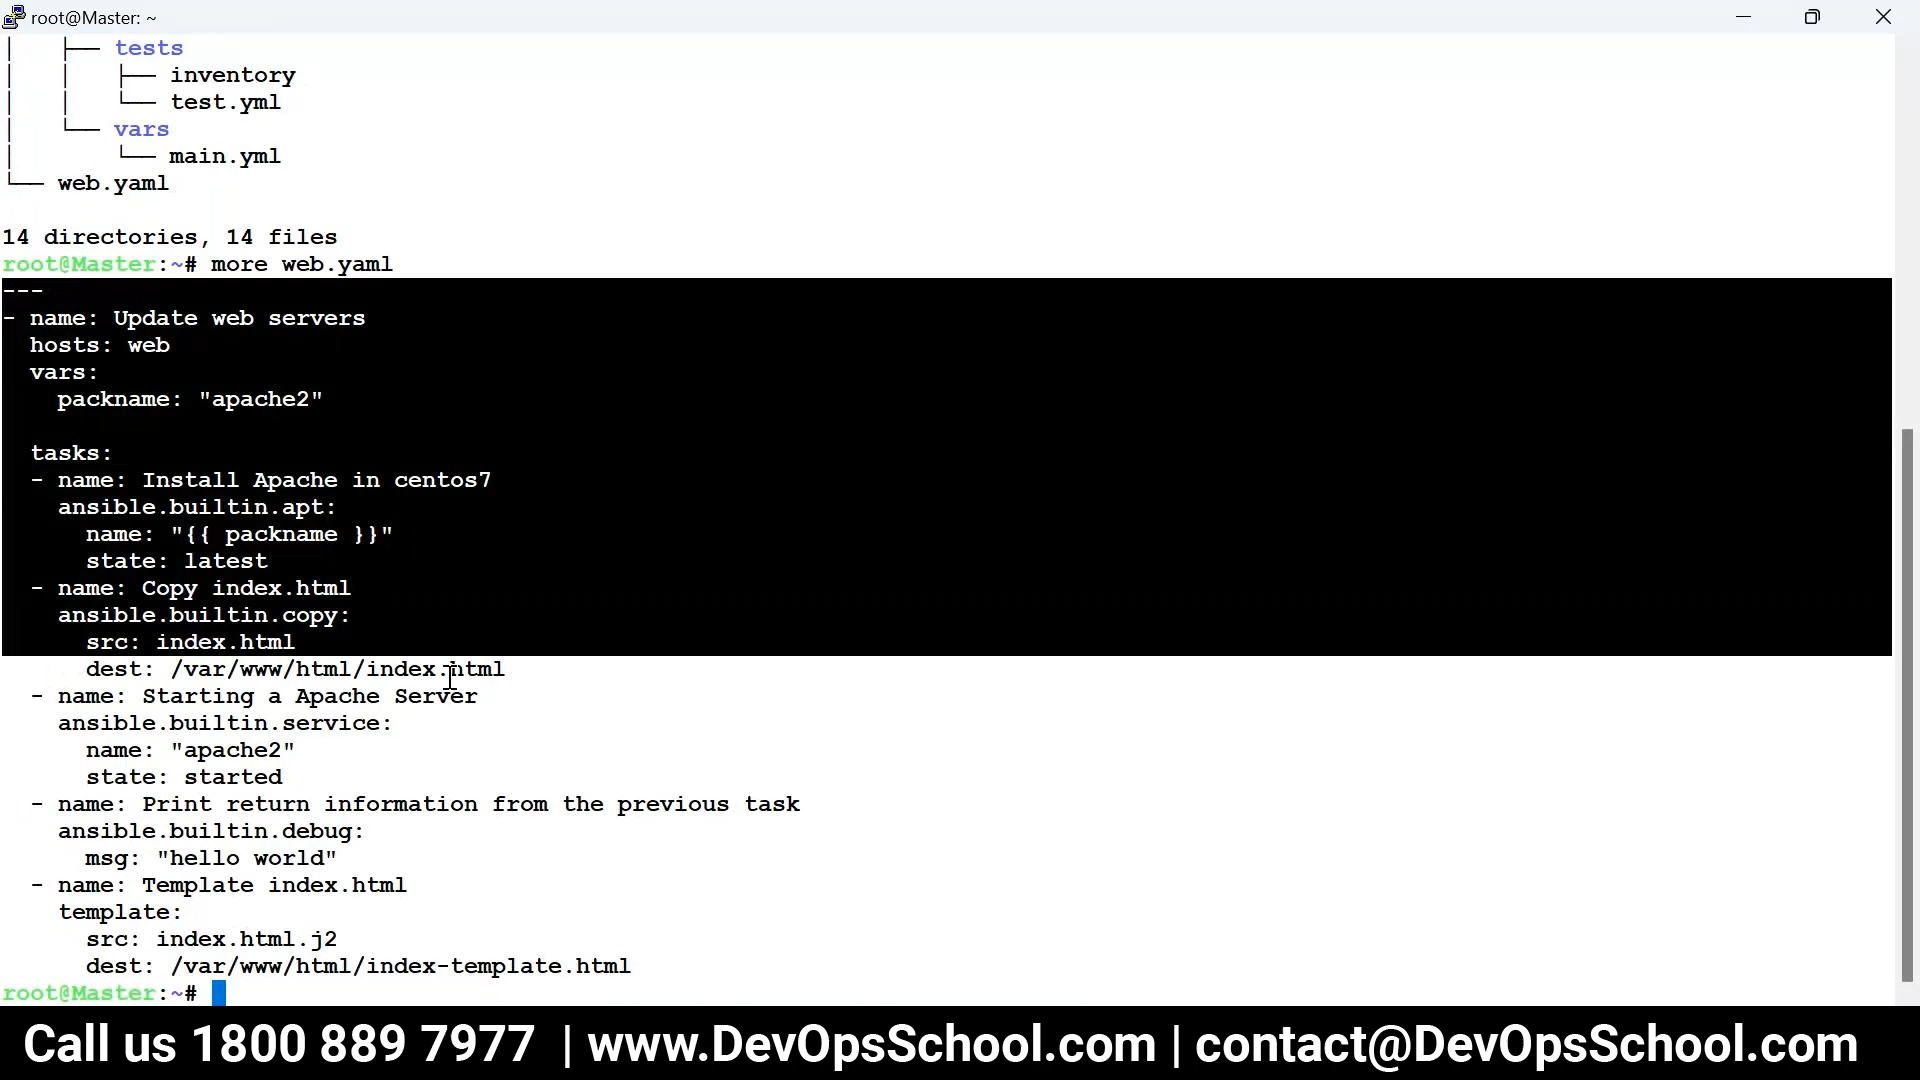 root@Master: ~
│   ├── tests
│   │   ├── inventory
│   │   └── test.yml
│   └── vars
│       └── main.yml
└── web.yaml
14 directories, 14 files
root@Master:~# more web.yaml
---
- name: Update web servers
  hosts: web
  vars:
    packname: "apache2"
  tasks:
  - name: Install Apache in centos7
    ansible.builtin.apt:
      name: "{{ packname }}"
      state: latest
  - name: Copy index.html
    ansible.builtin.copy:
      src: index.html
      dest: /var/www/html/index.html
  - name: Starting a Apache Server
    ansible.builtin.service:
      name: "apache2"
      state: started
  - name: Print return information from the previous task
    ansible.builtin.debug:
      msg: "hello world"
  - name: Template index.html
    template:
      src: index.html.j2
      dest: /var/www/html/index-template.html
root@Master:~#
Call us 1800 889 7977 | www.DevOpsSchool.com | contact@DevOpsSchool.com